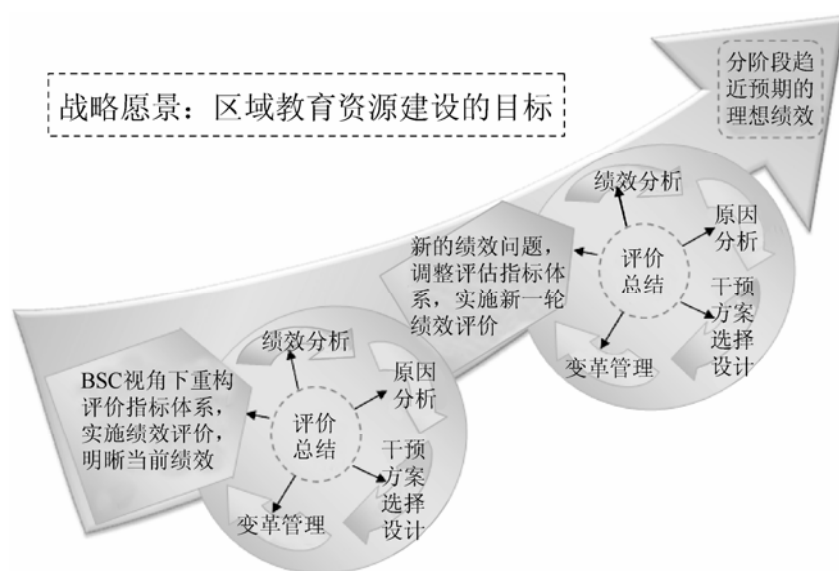 战略愿景：区域教育资源建设的目标
分阶段趋
近预期的
理想绩效
新的绩效问题，
调整评估指标体
系，实施新一轮
绩效评价
绩效分析
原因
分析
评价
总结
干预
方案
选择
设计
变革管理
BSC视角下重构
评价指标体系，
实施绩效评价，
明晰当前绩效
绩效分析
原因
分析
评价
总结
干预
方案
选择
设计
变革管理